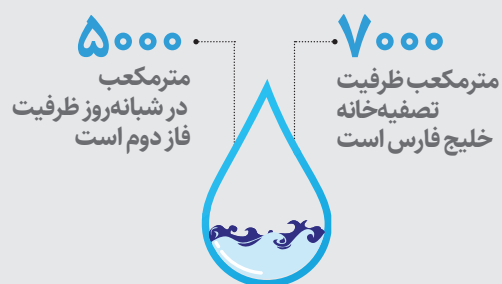 ۷۰۰۰
مترمکعب ظرفیت
تصفیه‌خانه
خلیج فارس است
۵۰۰۰
مترمکعب
در شبانه‌روز ظرفیت
فاز دوم است